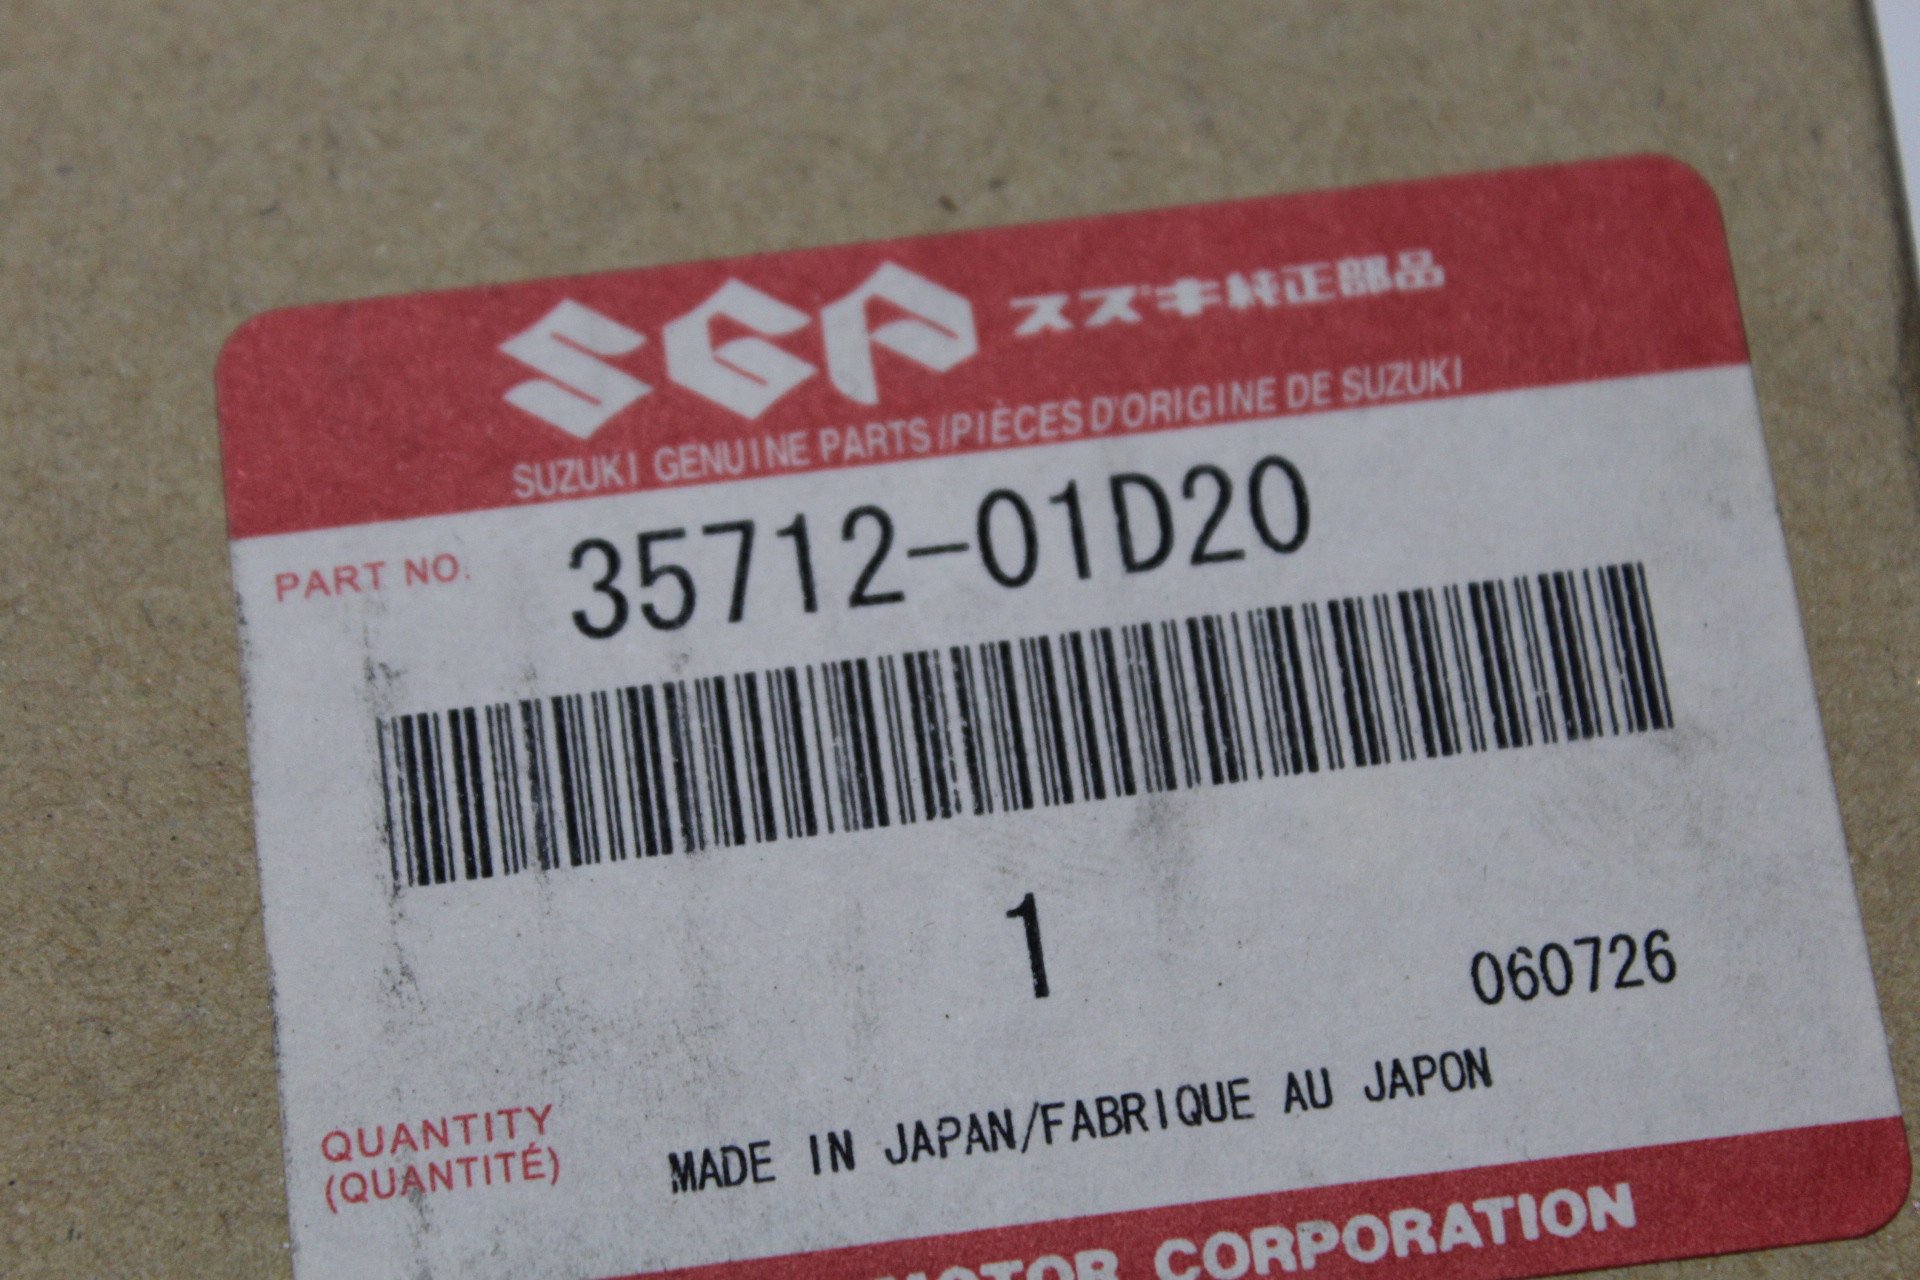 SGP スズキ純正部品
SUZUKI GENUINE PARTS/PIÈCES D'ORIGINE DE SUZUKI
PART NO. 35712-01D20
1
060726
QUANTITY
(QUANTITÉ)
MADE IN JAPAN/FABRIQUE AU JAPON
MOTOR CORPORATION